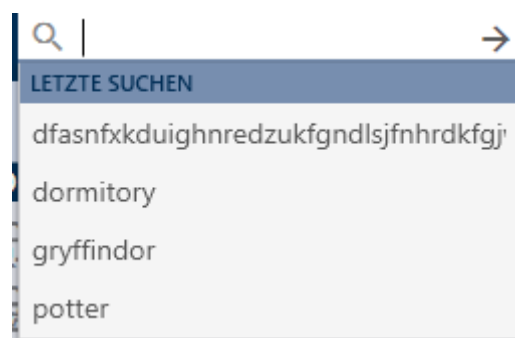 LETZTE SUCHEN
dfasnfxkduighnredzukfgndlsjfnhrdkfgj
dormitory
gryffindor
potter